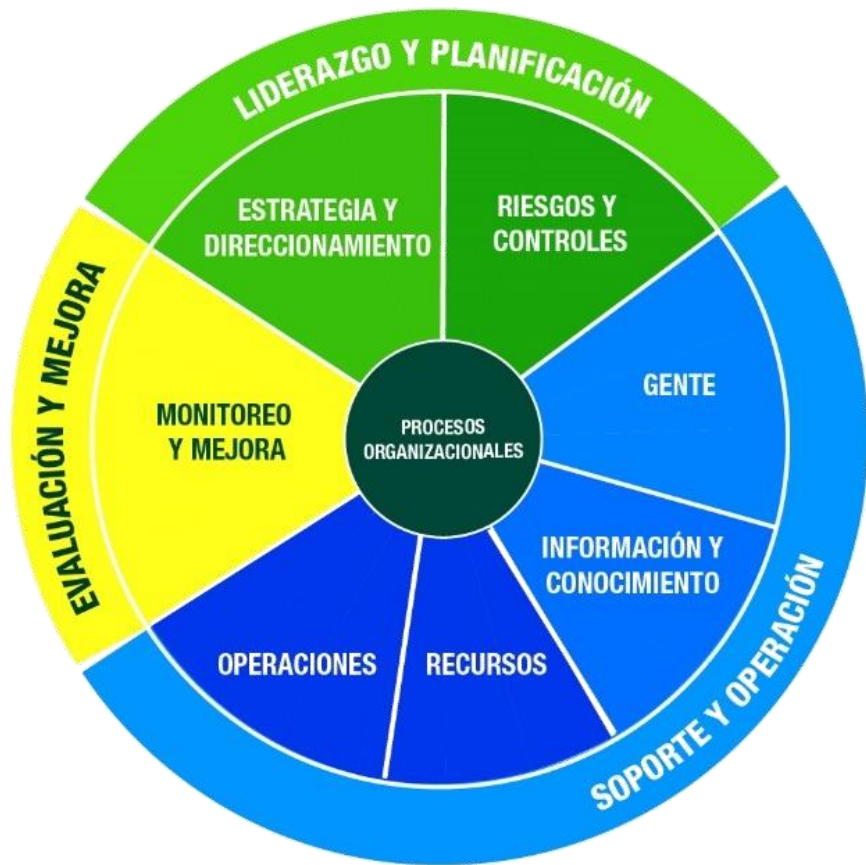 LIDERAZGO Y PLANIFICACIÓN
ESTRATEGIA Y
DIRECCIONAMIENTO
RIESGOS Y
CONTROLES
EVALUACIÓN Y MEJORA
MONITOREO
Y MEJORA
PROCESOS
ORGANIZACIONALES
GENTE
INFORMACIÓN Y
CONOCIMIENTO
OPERACIONES
RECURSOS
SOPORTE Y OPERACIÓN